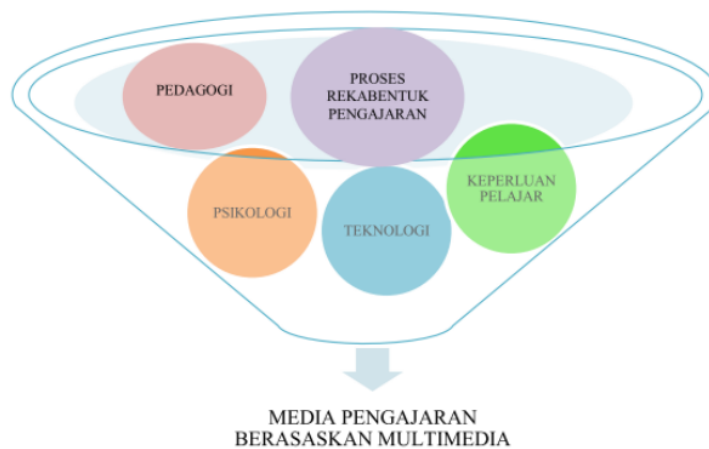 PEDAGOGI
PROSES
REKABENTUK
PENGAJARAN
PSIKOLOGI
TEKNOLOGI
KEPERLUAN
PELAJAR
MEDIA PENGAJARAN
BERASASKAN MULTIMEDIA